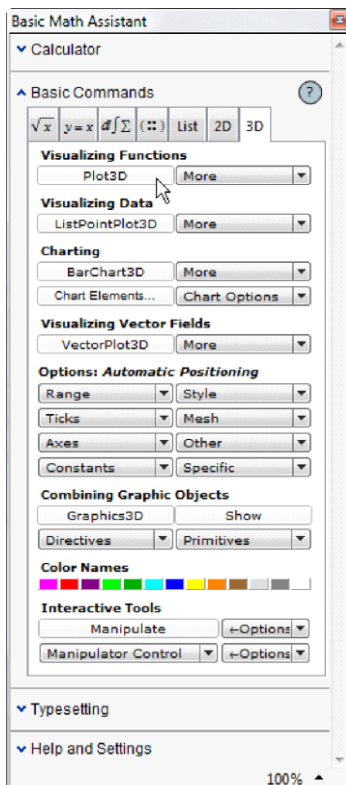 Basic Math Assistant
Calculator
Basic Commands ?
√x y=x d∫Σ (::) List 2D 3D
Visualizing Functions
Plot3D More
Visualizing Data
ListPointPlot3D More
Charting
BarChart3D More
Chart Elements... Chart Options
Visualizing Vector Fields
VectorPlot3D More
Options: Automatic Positioning
Range Style
Ticks Mesh
Axes Other
Constants Specific
Combining Graphic Objects
Graphics3D Show
Directives Primitives
Color Names
Interactive Tools
Manipulate ←Options
Manipulator Control ←Options
Typesetting
Help and Settings
100%